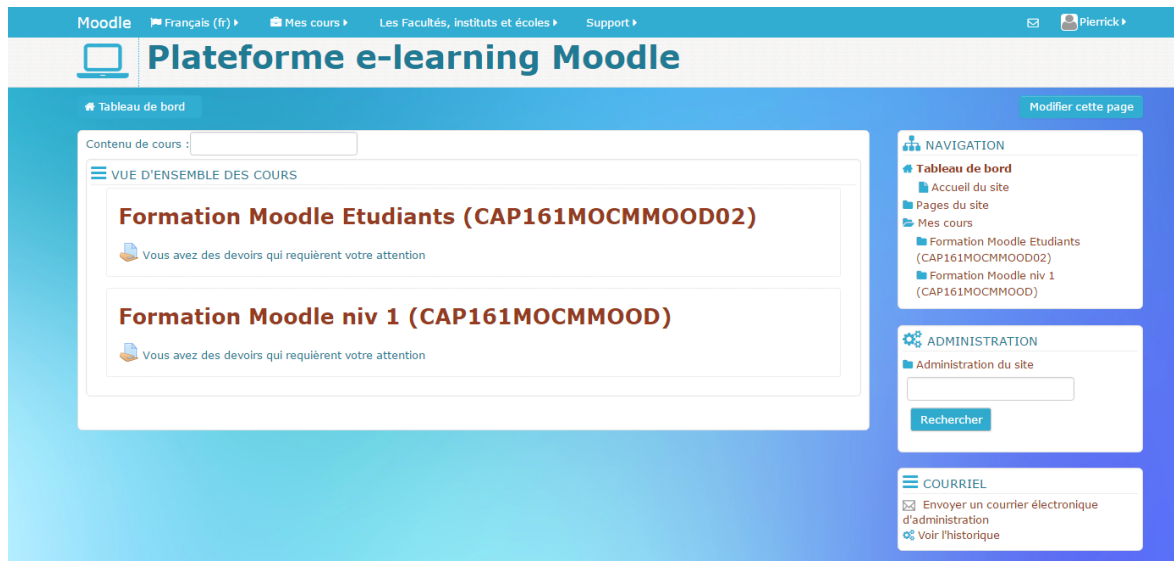 Moodle Français (fr) Mes cours Les Facultés, instituts et écoles Support Pierrick
Plateforme e-learning Moodle
Tableau de bord
Modifier cette page
Contenu de cours :
VUE D'ENSEMBLE DES COURS
Formation Moodle Etudiants (CAP161MOCMMOOD02)
Vous avez des devoirs qui requièrent votre attention
Formation Moodle niv 1 (CAP161MOCMMOOD)
Vous avez des devoirs qui requièrent votre attention
NAVIGATION
Tableau de bord
Accueil du site
Pages du site
Mes cours
Formation Moodle Etudiants
(CAP161MOCMMOOD02)
Formation Moodle niv 1
(CAP161MOCMMOOD)
ADMINISTRATION
Administration du site
Rechercher
COURRIEL
Envoyer un courrier électronique
d'administration
Voir l'historique